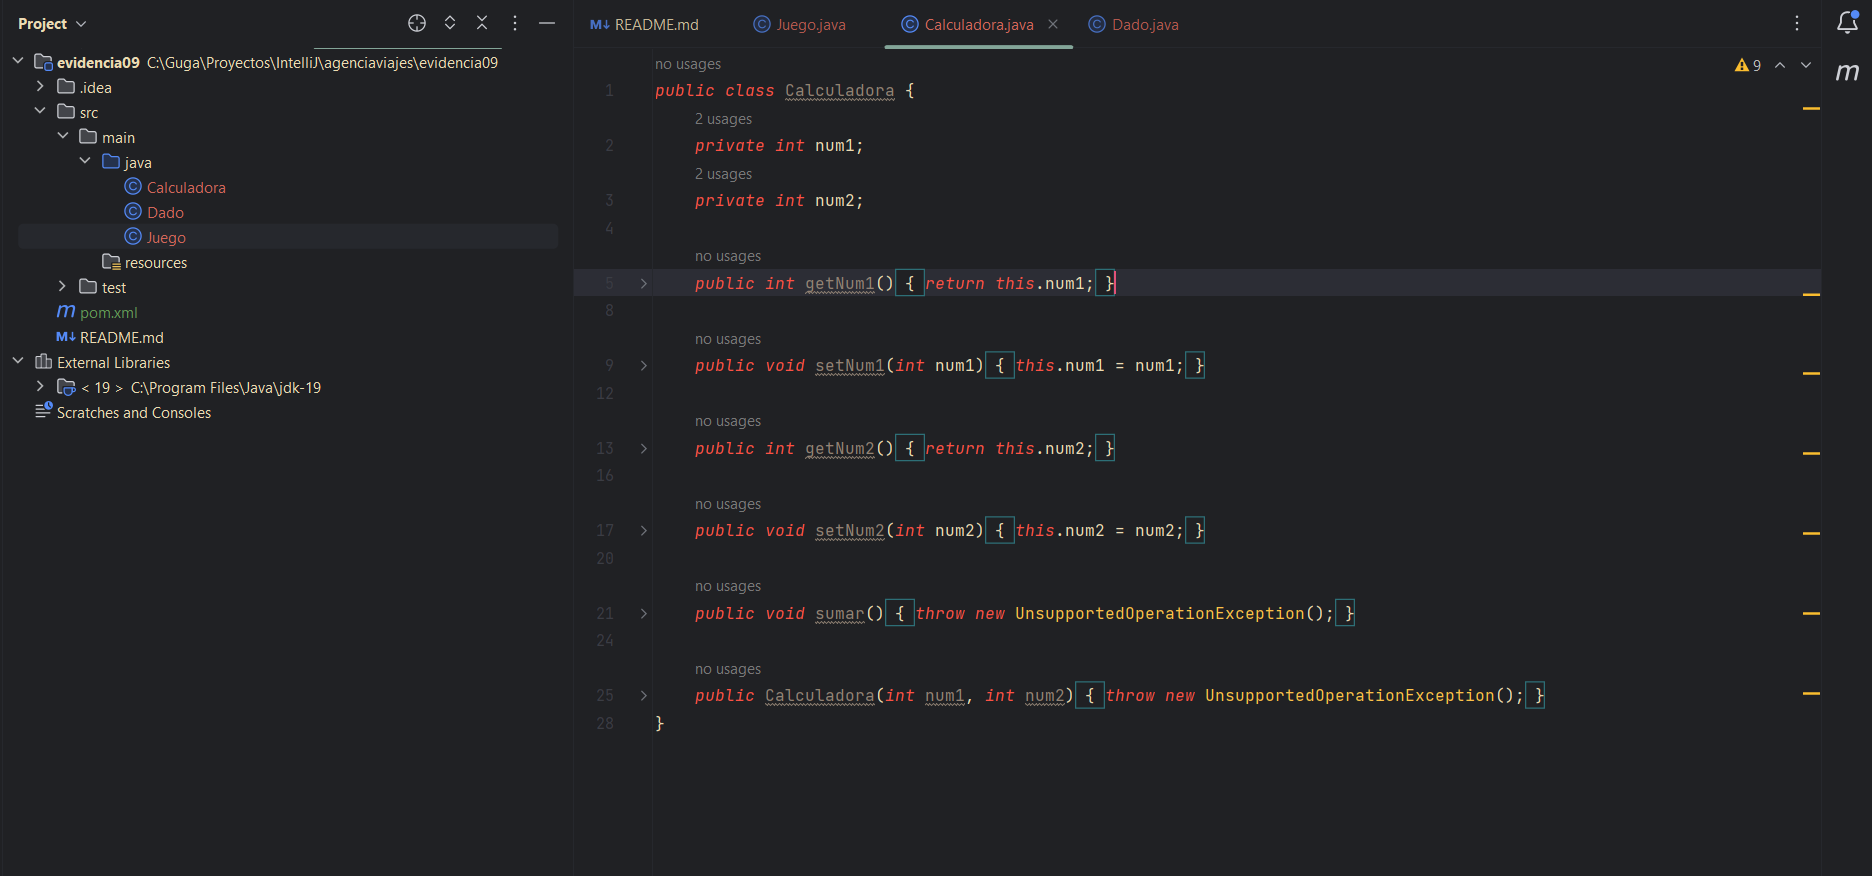 Project
evidencia09 C:\Guga\Proyectos\IntelliJ\agenciaviajes\evidencia09
.idea
src
main
java
Calculadora
Dado
Juego
resources
test
m pom.xml
M↓ README.md
External Libraries
< 19 > C:\Program Files\Java\jdk-19
Scratches and Consoles
M↓ README.md
C Juego.java
C Calculadora.java
C Dado.java
9
m
no usages
1 public class Calculadora {
2 usages
2 private int num1;
2 usages
3 private int num2;
4
no usages
5 public int getNum1() { return this.num1; }
8
no usages
9 public void setNum1(int num1) { this.num1 = num1; }
12
no usages
13 public int getNum2() { return this.num2; }
16
no usages
17 public void setNum2(int num2) { this.num2 = num2; }
20
no usages
21 public void sumar() { throw new UnsupportedOperationException(); }
24
no usages
25 public Calculadora(int num1, int num2) { throw new UnsupportedOperationException(); }
28 }